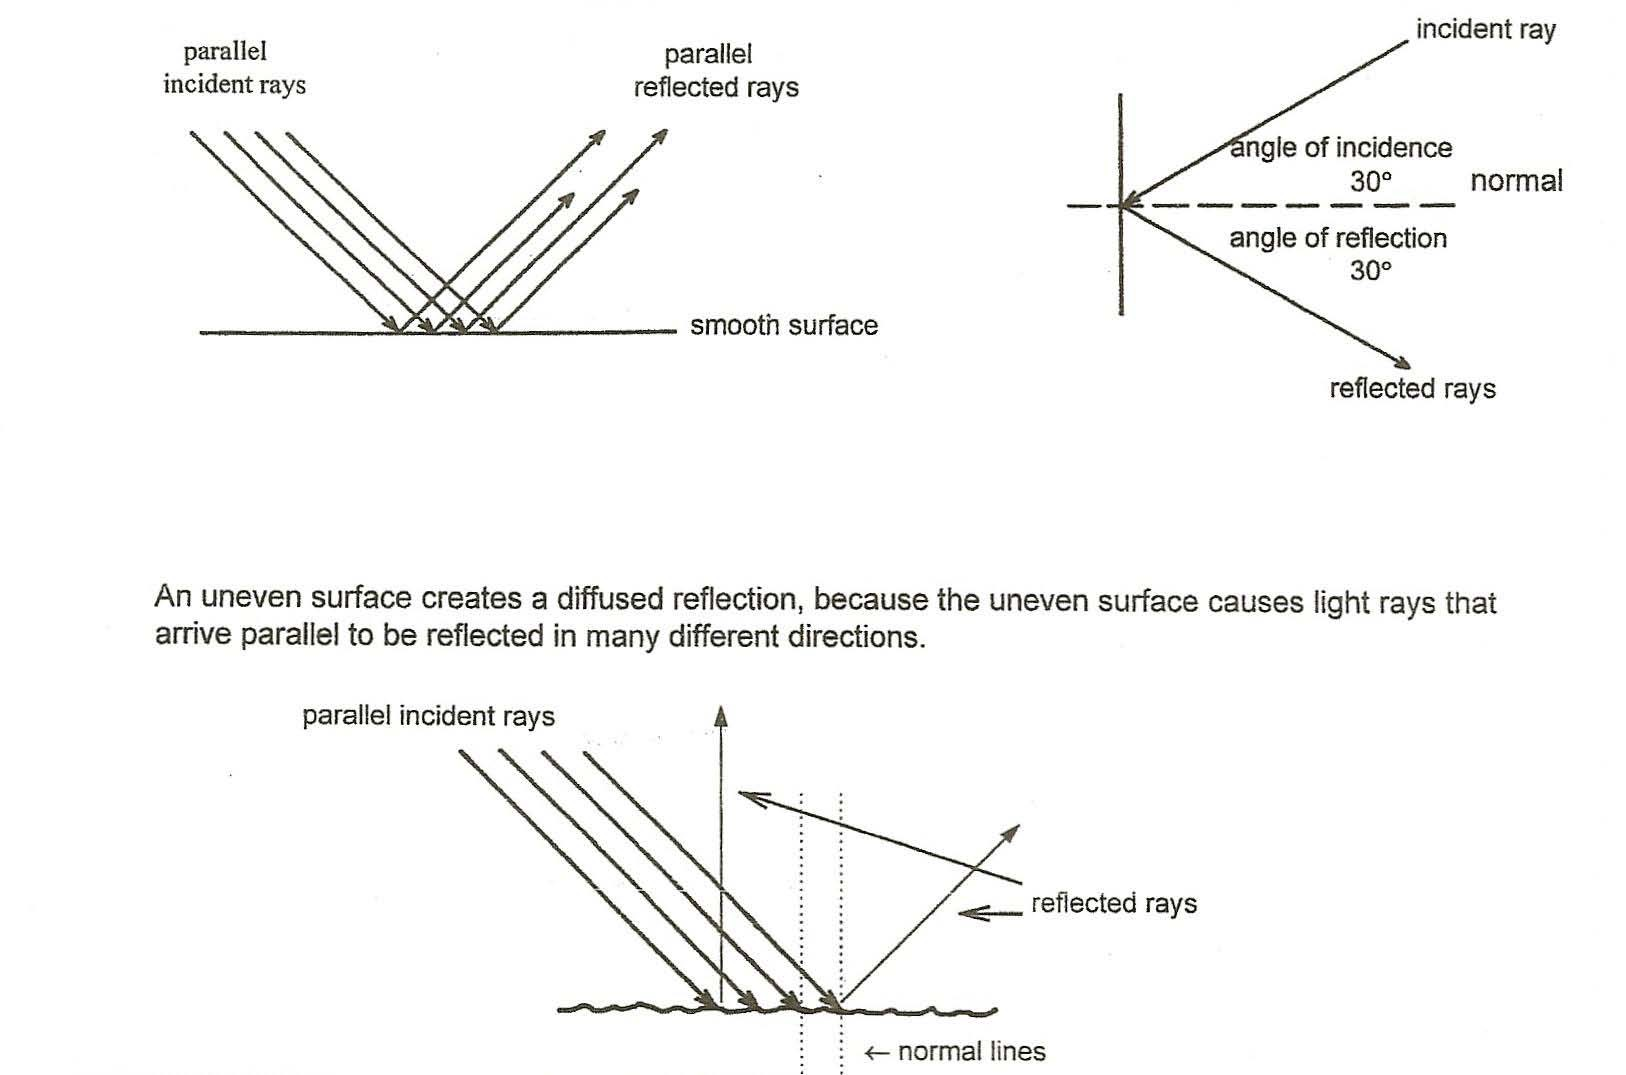 parallel
incident rays
parallel
reflected rays
smooth surface
incident ray
angle of incidence
30°
normal
angle of reflection
30°
reflected rays
An uneven surface creates a diffused reflection, because the uneven surface causes light rays that
arrive parallel to be reflected in many different directions.
parallel incident rays
reflected rays
← normal lines